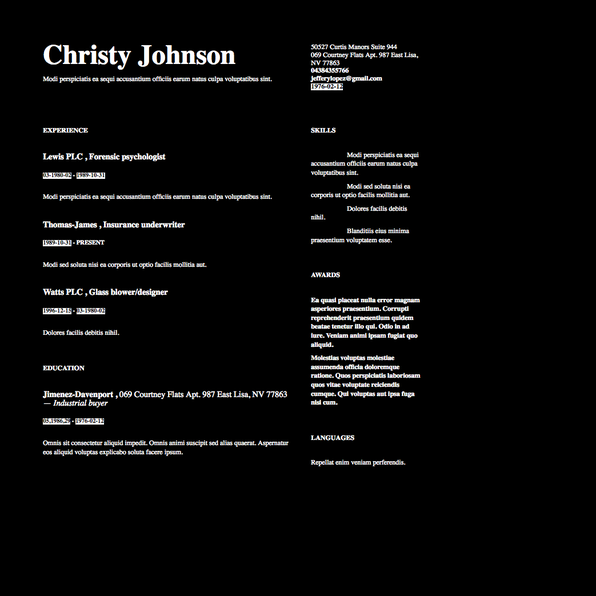 Christy Johnson
Modi perspiciatis ea sequi accusantium officiis earum natus culpa voluptatibus sint.
50527 Curtis Manors Suite 944
069 Courtney Flats Apt. 987 East Lisa,
NV 77863
04384355766
jefferylopez@gmail.com
1976-02-12
EXPERIENCE
Lewis PLC , Forensic psychologist
03-1980-02 - 1989-10-31
Modi perspiciatis ea sequi accusantium officiis earum natus culpa voluptatibus sint.
Thomas-James , Insurance underwriter
1989-10-31 - PRESENT
Modi sed soluta nisi ea corporis ut optio facilis mollitia aut.
Watts PLC , Glass blower/designer
1996-12-15 - 03-1980-02
Dolores facilis debitis nihil.
EDUCATION
Jimenez-Davenport , 069 Courtney Flats Apt. 987 East Lisa, NV 77863
— Industrial buyer
05,1986,29 - 1976-02-12
Omnis sit consectetur aliquid impedit. Omnis animi suscipit sed alias quaerat. Aspernatur
eos aliquid voluptas explicabo soluta facere ipsum.
SKILLS
Modi perspiciatis ea sequi
accusantium officiis earum natus culpa
voluptatibus sint.
Modi sed soluta nisi ea
corporis ut optio facilis mollitia aut.
Dolores facilis debitis
nihil.
Blanditiis eius minima
praesentium voluptatem esse.
AWARDS
Ea quasi placeat nulla error magnam
asperiores praesentium. Corrupti
reprehenderit praesentium quidem
beatae tenetur illo qui. Odio in ad
iure. Veniam animi ipsam fugiat quo
aliquid.
Molestias voluptas molestiae
assumenda officia doloremque
ratione. Quos perspiciatis laboriosam
quos vitae voluptate reiciendis
cumque. Qui voluptas aut ipsa fuga
nisi cum.
LANGUAGES
Repellat enim veniam perferendis.